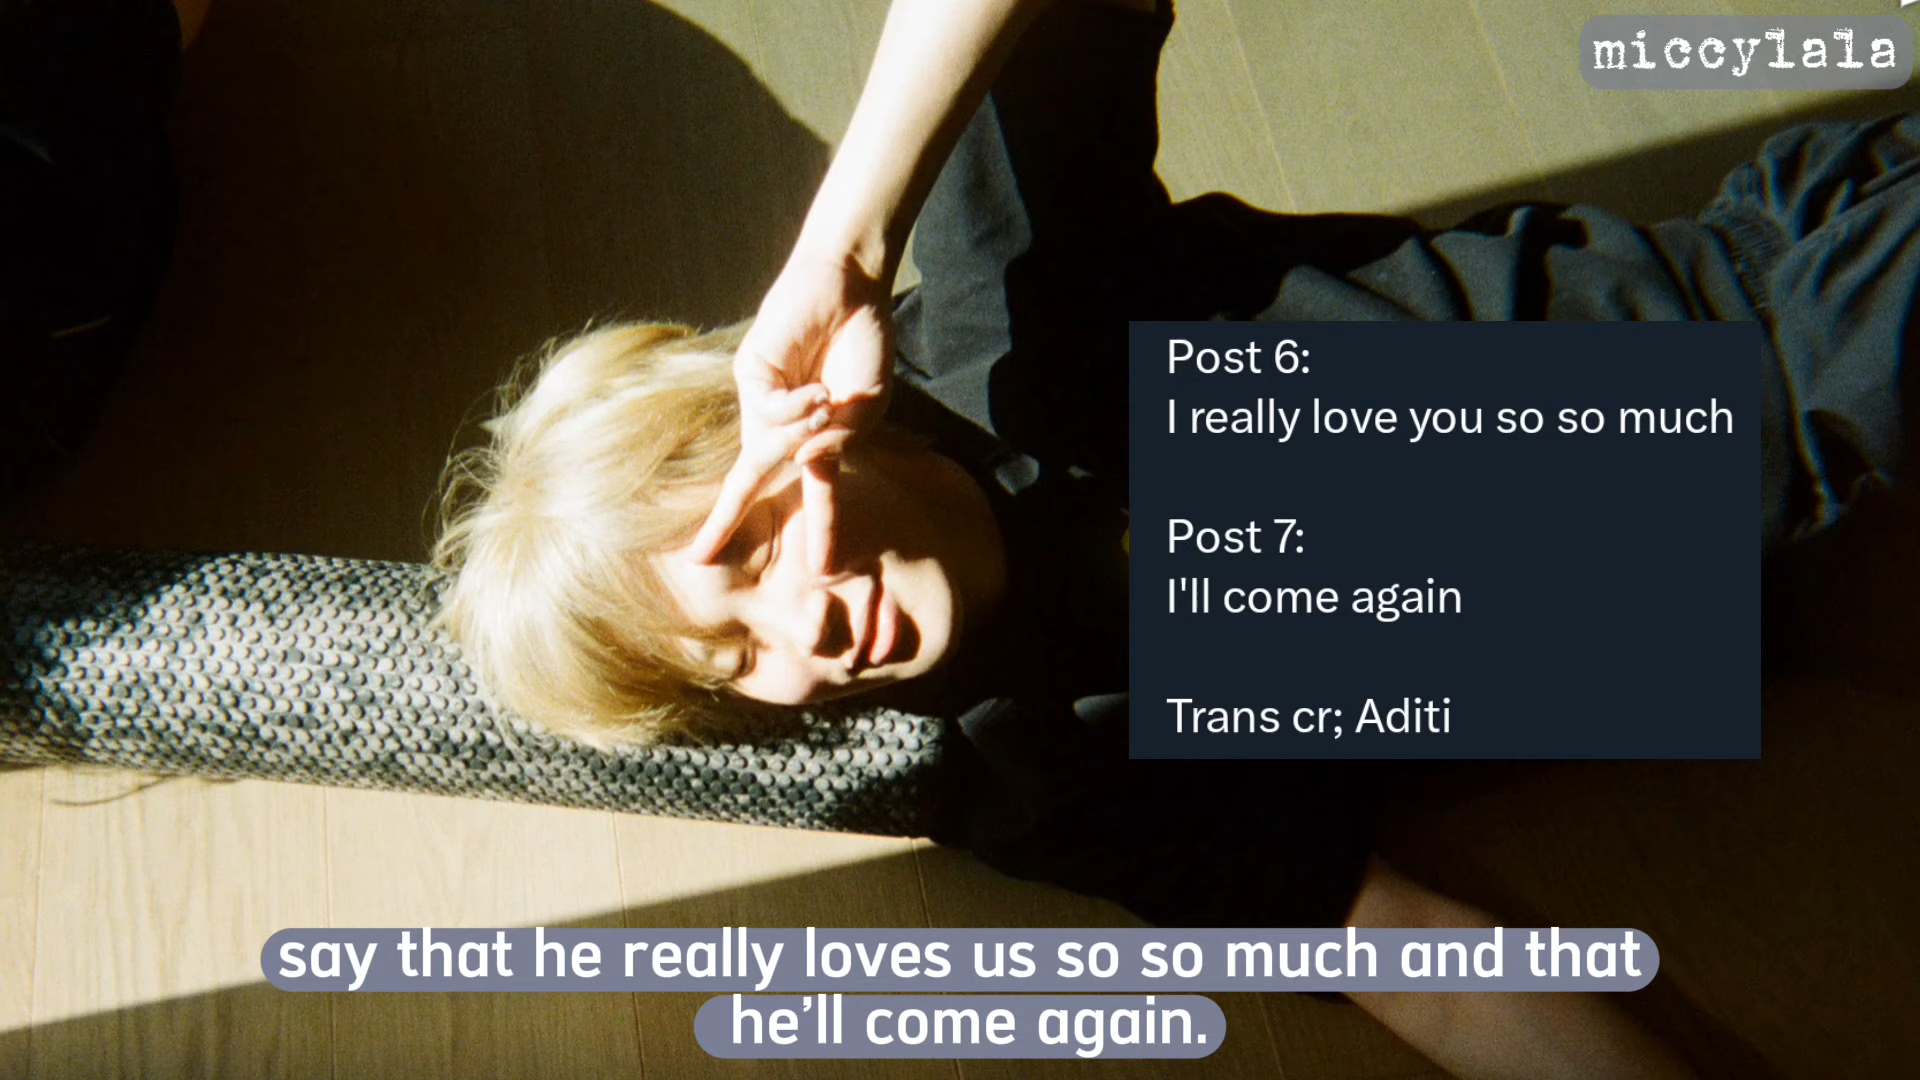 miccylala
Post 6:
I really love you so so much
Post 7:
I'll come again
Trans cr; Aditi
say that he really loves us so so much and that
he’ll come again.